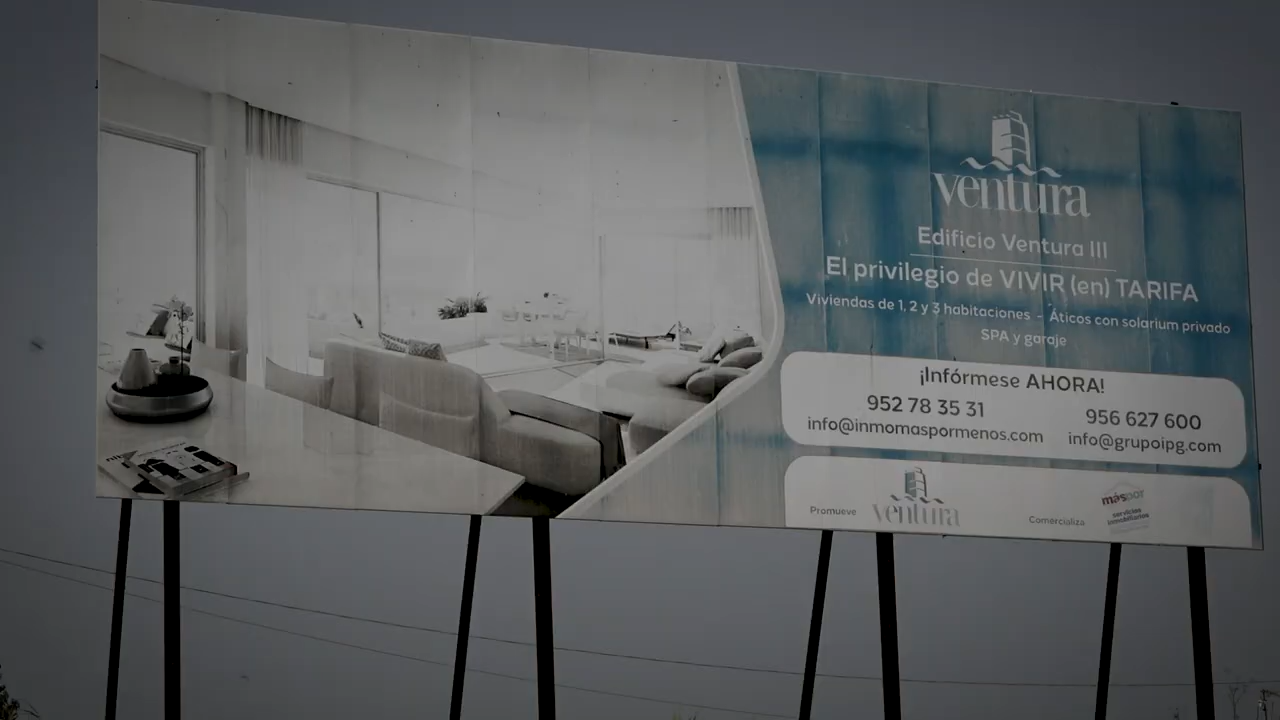 ventura
Edificio Ventura III
El privilegio de VIVIR (en) TARIFA
Viviendas de 1, 2 y 3 habitaciones - Áticos con solarium privado
SPA y garaje
¡Infórmese AHORA!
952 78 35 31
info@inmomaspormenos.com
956 627 600
info@grupoipg.com
Promueve
ventura
Comercializa
máspor
servicios
inmobiliarios